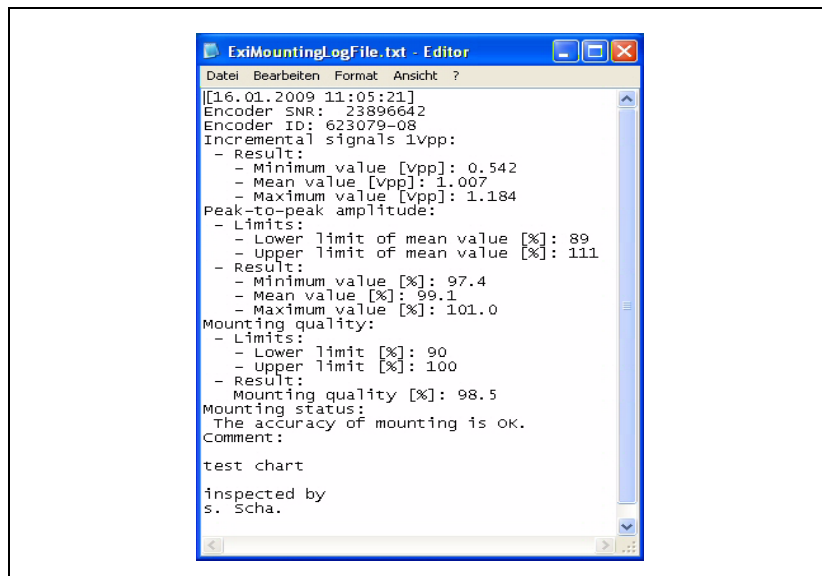 ExiMountingLogFile.txt - Editor
Datei Bearbeiten Format Ansicht ?
[16.01.2009 11:05:21]
Encoder SNR: 23896642
Encoder ID: 623079-08
Incremental signals 1Vpp:
- Result:
- Minimum value [Vpp]: 0.542
- Mean value [Vpp]: 1.007
- Maximum value [Vpp]: 1.184
Peak-to-peak amplitude:
- Limits:
- Lower limit of mean value [%]: 89
- Upper limit of mean value [%]: 111
- Result:
- Minimum value [%]: 97.4
- Mean value [%]: 99.1
- Maximum value [%]: 101.0
Mounting quality:
- Limits:
- Lower limit [%]: 90
- Upper limit [%]: 100
- Result:
Mounting quality [%]: 98.5
Mounting status:
The accuracy of mounting is OK.
Comment:
test chart
inspected by
S. Scha.